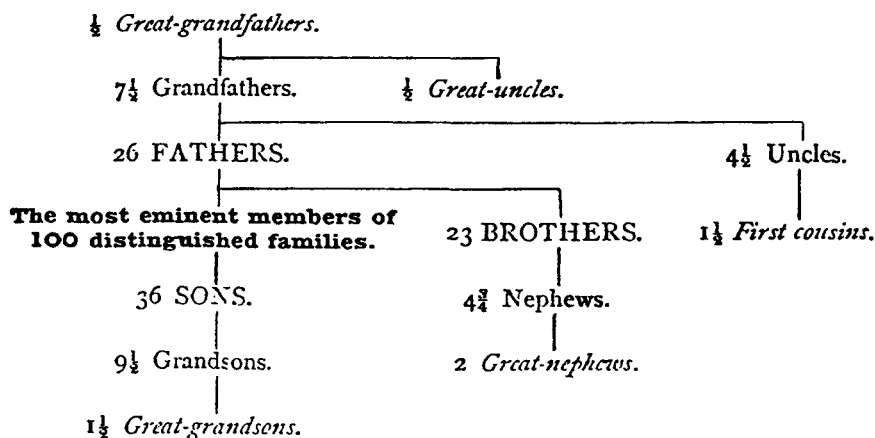 ½ Great-grandfathers.
7½ Grandfathers. ½ Great-uncles.
26 FATHERS. 4½ Uncles.
The most eminent members of
100 distinguished families.
23 BROTHERS. 1½ First cousins.
36 SONS. 4¾ Nephews.
9½ Grandsons. 2 Great-nephews.
1½ Great-grandsons.